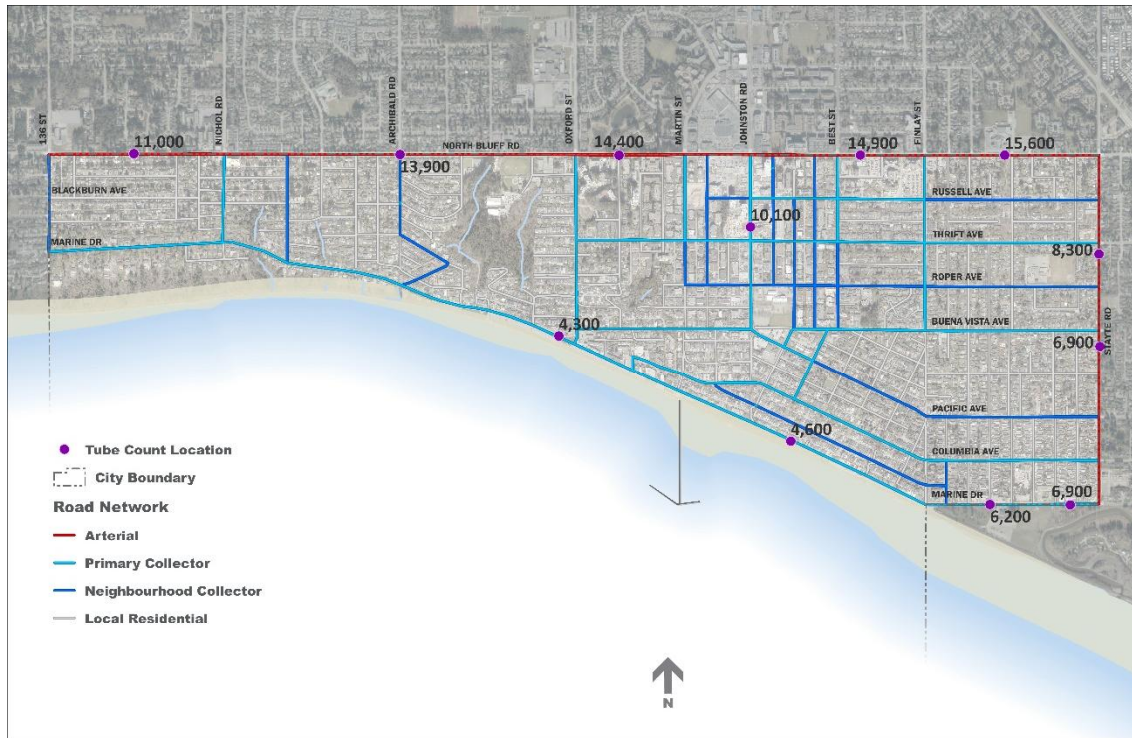 136 ST
NICHOL RD
ARCHIBALD RD
OXFORD ST
MARTIN ST
JOHNSTON RD
BEST ST
FINLAY ST
11,000
NORTH BLUFF RD
14,400
14,900
15,600
13,900
BLACKBURN AVE
RUSSELL AVE
10,100
THRIFT AVE
MARINE DR
8,300
ROPER AVE
4,300
BUENA VISTA AVE
6,900
STAYTE RD
PACIFIC AVE
4,600
COLUMBIA AVE
MARINE DR
6,900
6,200
Tube Count Location
City Boundary
Road Network
Arterial
Primary Collector
Neighbourhood Collector
Local Residential
N